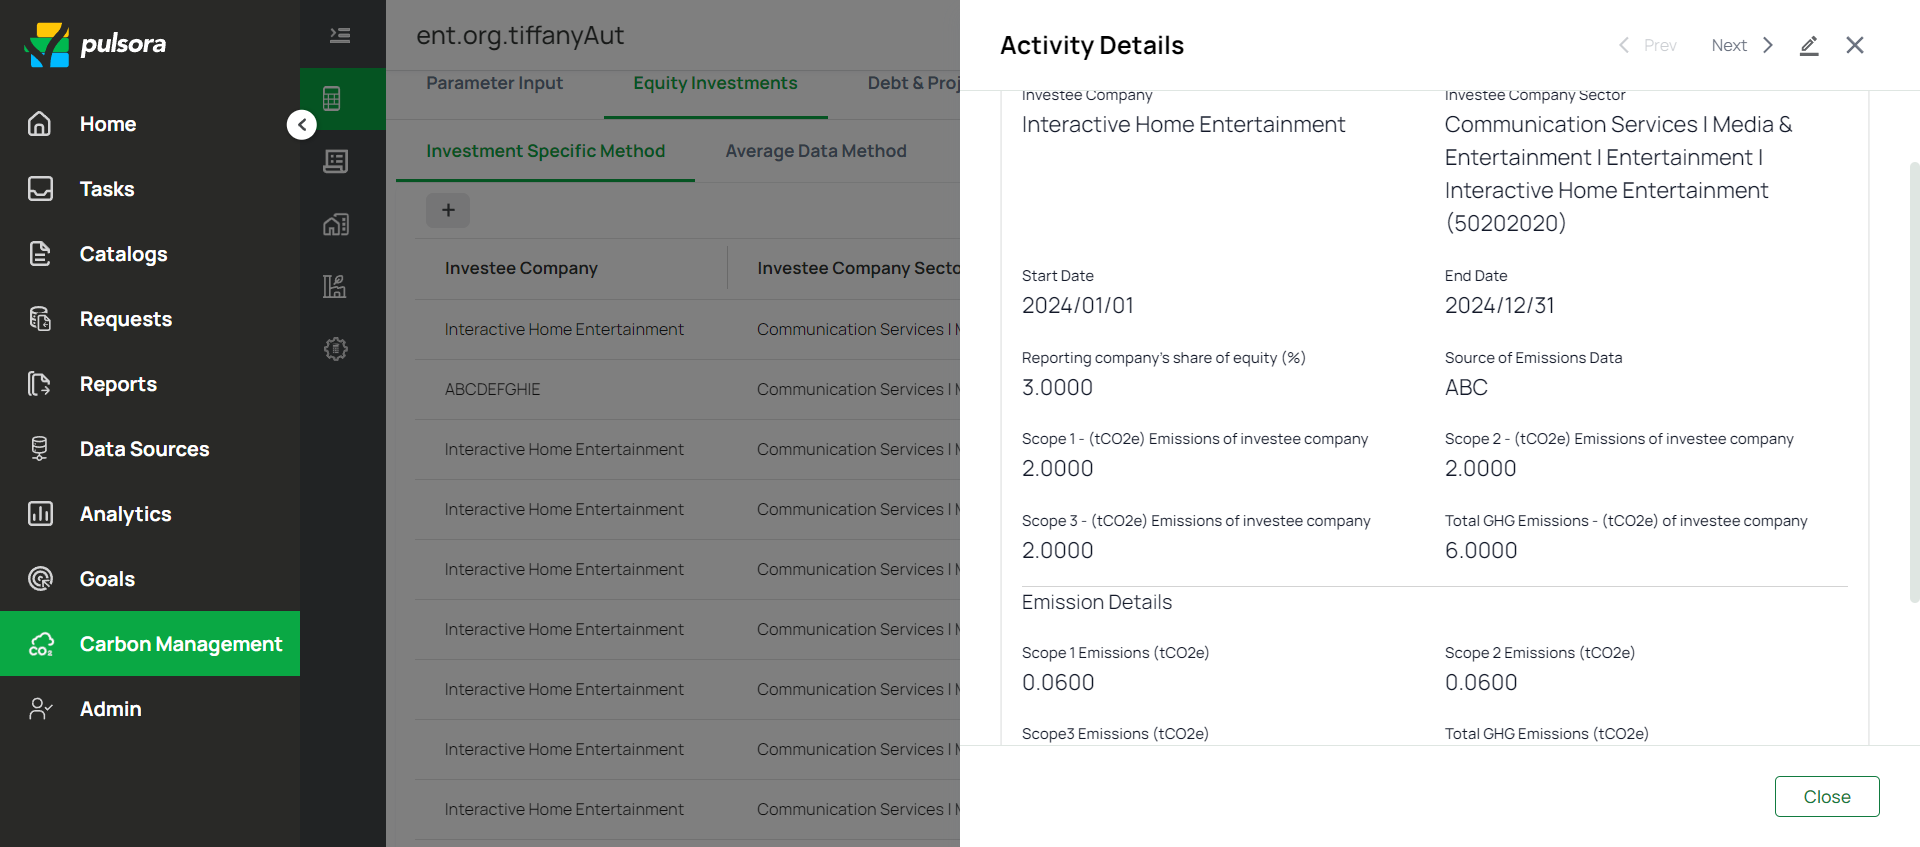 pulsora
Home
Tasks
Catalogs
Requests
Reports
Data Sources
Analytics
Goals
Carbon Management
Admin
ent.org.tiffanyAut
Parameter Input
Equity Investments
Debt & Proj
Investment Specific Method
Average Data Method
+
Investee Company
Investee Company Secto
Interactive Home Entertainment
Communication Services | M
ABCDEFGHIE
Communication Services | M
Interactive Home Entertainment
Communication Services | M
Interactive Home Entertainment
Communication Services | M
Interactive Home Entertainment
Communication Services | M
Interactive Home Entertainment
Communication Services | M
Interactive Home Entertainment
Communication Services | M
Interactive Home Entertainment
Communication Services | M
Interactive Home Entertainment
Communication Services | M
Activity Details
Prev
Next
Investee Company
Interactive Home Entertainment
Investee Company Sector
Communication Services | Media &
Entertainment | Entertainment |
Interactive Home Entertainment
(50202020)
Start Date
2024/01/01
End Date
2024/12/31
Reporting company's share of equity (%)
3.0000
Source of Emissions Data
ABC
Scope 1 - (tCO2e) Emissions of investee company
2.0000
Scope 2 - (tCO2e) Emissions of investee company
2.0000
Scope 3 - (tCO2e) Emissions of investee company
2.0000
Total GHG Emissions - (tCO2e) of investee company
6.0000
Emission Details
Scope 1 Emissions (tCO2e)
0.0600
Scope 2 Emissions (tCO2e)
0.0600
Scope3 Emissions (tCO2e)
Total GHG Emissions (tCO2e)
Close